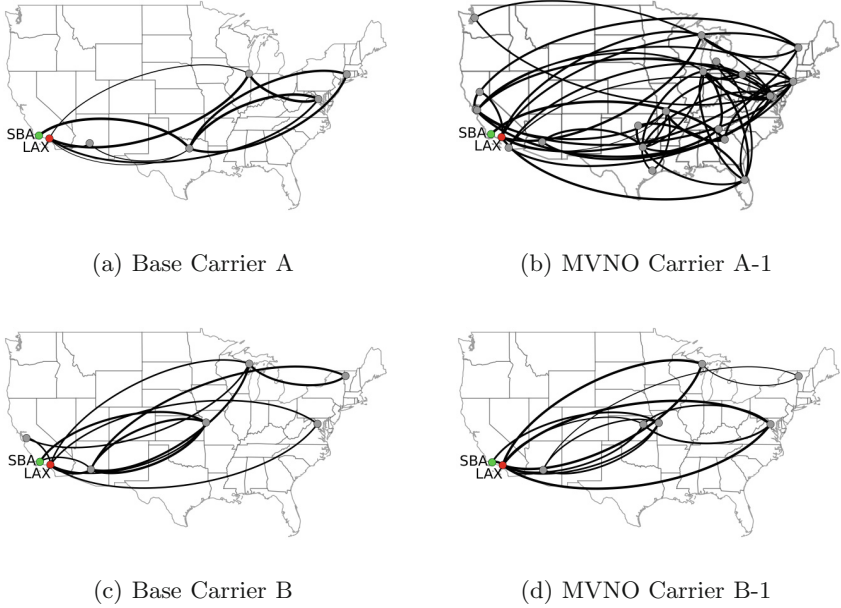 SBA
LAX
SBA
LAX
(a) Base Carrier A
(b) MVNO Carrier A-1
SBA
LAX
SBA
LAX
(c) Base Carrier B
(d) MVNO Carrier B-1